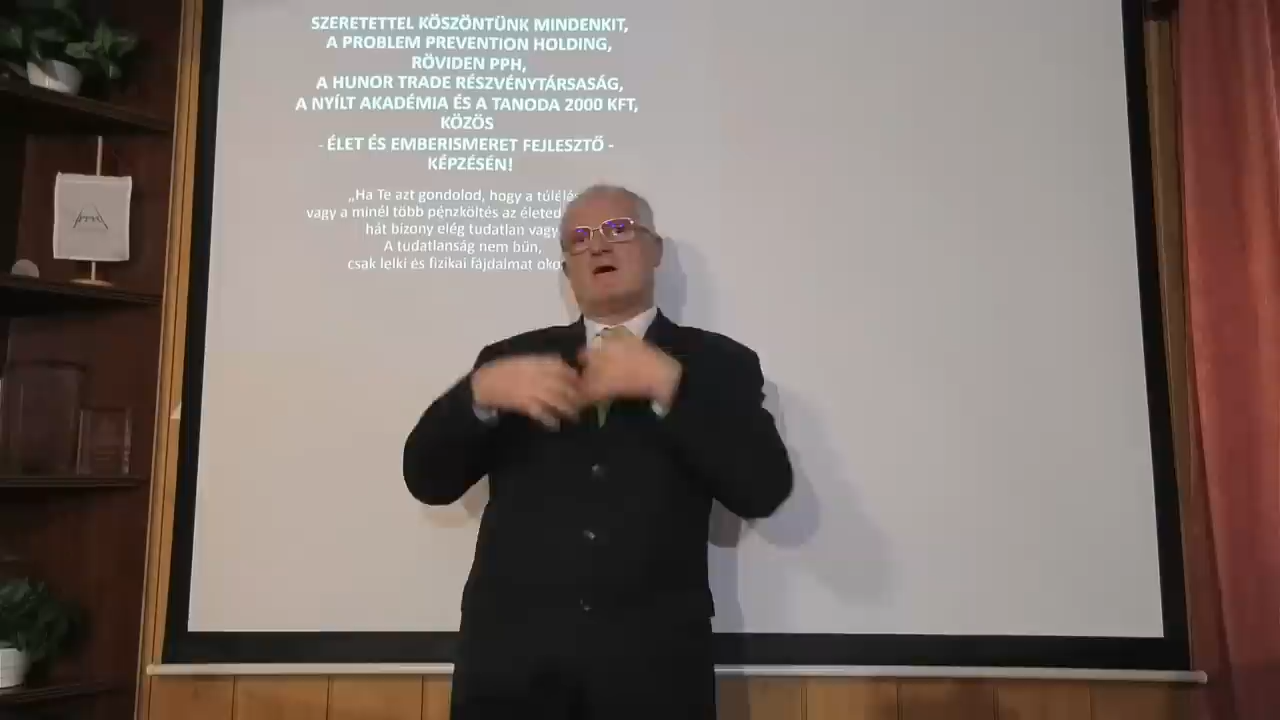 SZERETETTEL KÖSZÖNTÜNK MINDENKIT,
A PROBLEM PREVENTION HOLDING,
RÖVIDEN PPH,
A HUNOR TRADE RÉSZVÉNYTÁRSASÁG,
A NYÍLT AKADÉMIA ÉS A TANODA 2000 KFT,
KÖZÖS
- ÉLET ÉS EMBERISMERET FEJLESZTŐ -
KÉPZÉSÉN!
„Ha Te azt gondolod, hogy a túlélés
vagy a minél több pénzköltés az életed
hát bizony elég tudatlan vagy
A tudatlanság nem bűn,
csak lelki és fizikai fájdalmat